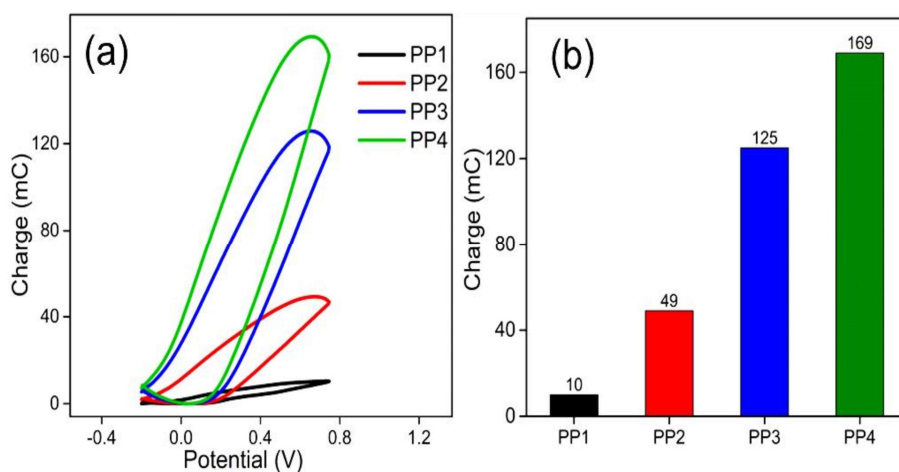 (a)
PP1
PP2
PP3
PP4
Charge (mC)
160
120
80
40
0
-0.4
0.0
0.4
0.8
1.2
Potential (V)
(b)
Charge (mC)
160
120
80
40
0
10
49
125
169
PP1
PP2
PP3
PP4